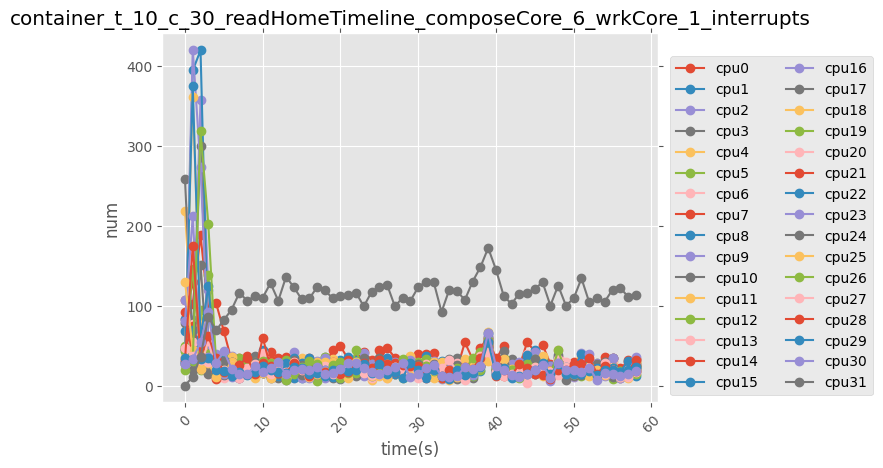 container_t_10_c_30_readHomeTimeline_composeCore_6_wrkCore_1_interrupts
400
300
200
100
0
num
0
10
20
30
40
50
60
time(s)
cpu0
cpu1
cpu2
cpu3
cpu4
cpu5
cpu6
cpu7
cpu8
cpu9
cpu10
cpu11
cpu12
cpu13
cpu14
cpu15
cpu16
cpu17
cpu18
cpu19
cpu20
cpu21
cpu22
cpu23
cpu24
cpu25
cpu26
cpu27
cpu28
cpu29
cpu30
cpu31